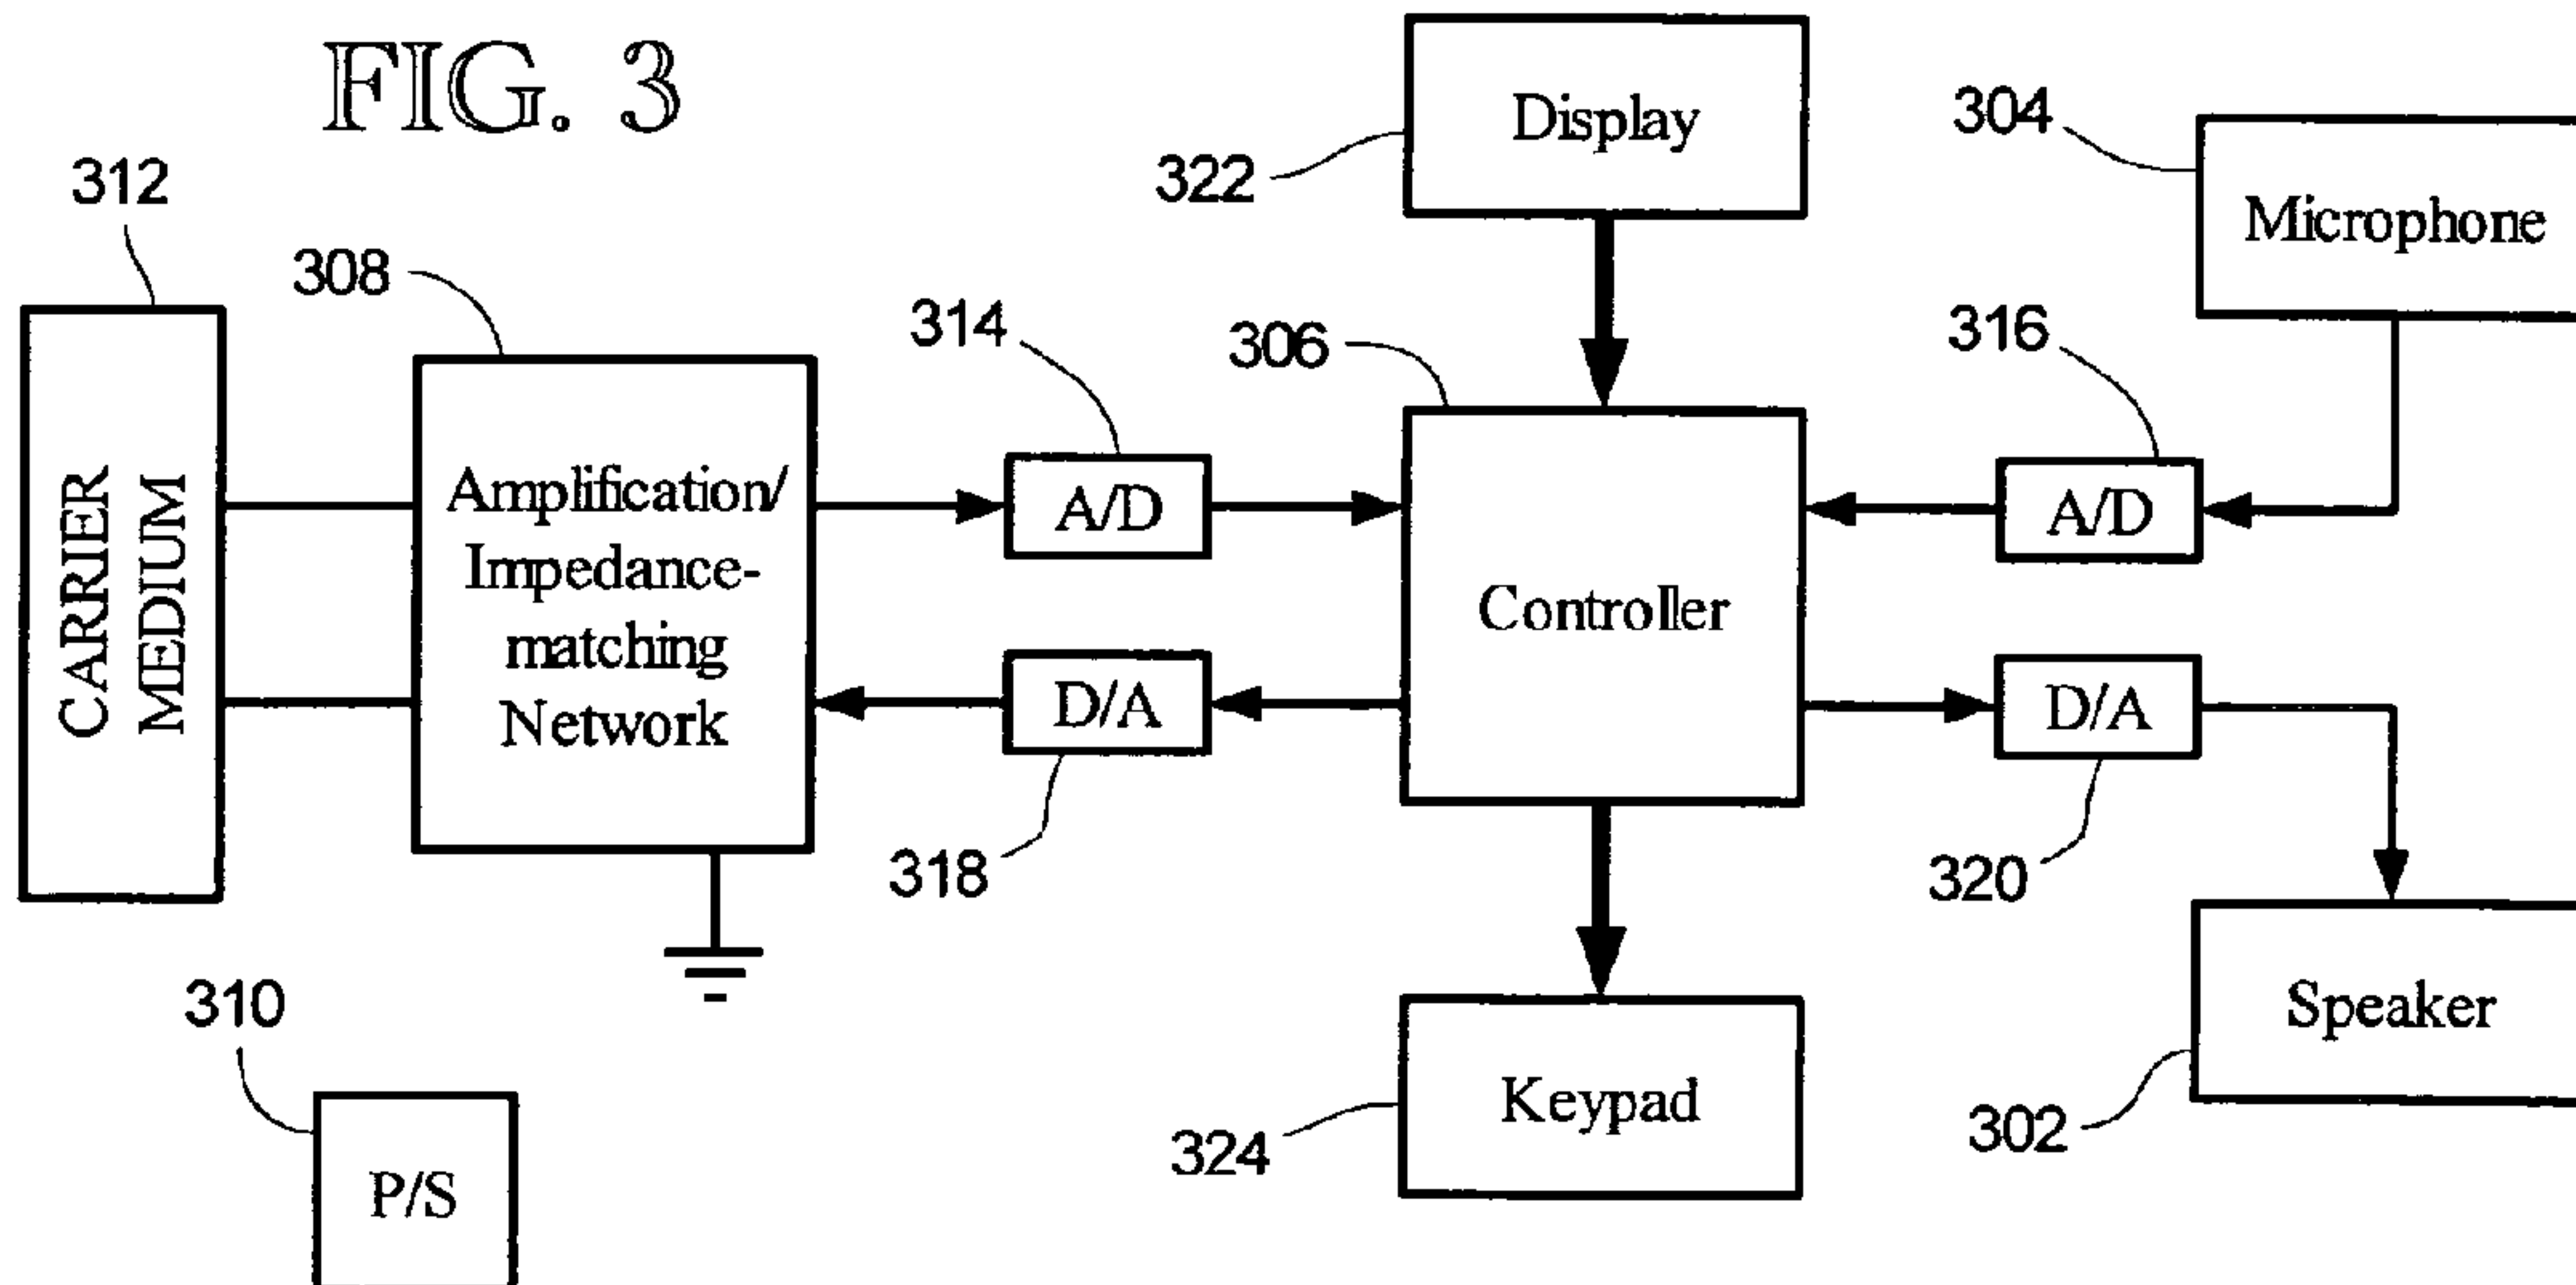 FIG. 3
Display
304
322
Microphone
312
308
314
306
316
CARRIER
MEDIUM
Amplification/
Impedance-
matching
Network
A/D
A/D
Controller
D/A
D/A
318
320
310
Speaker
Keypad
324
302
P/S